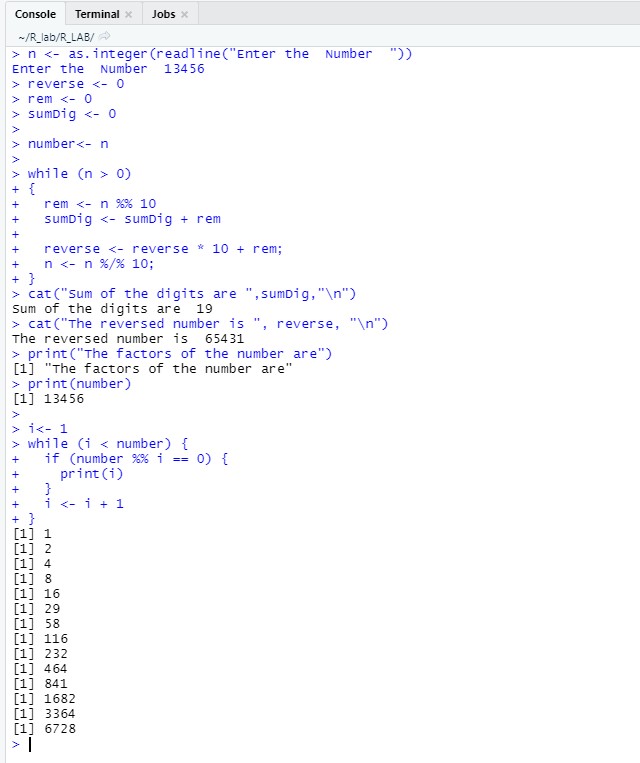 Console Terminal × Jobs ×
~/R_lab/R_LAB/
> n <- as.integer(readline("Enter the  Number  "))
Enter the  Number  13456
> reverse <- 0
> rem <- 0
> sumDig <- 0
>
> number<- n
>
> while (n > 0)
+ {
+   rem <- n %% 10
+   sumDig <- sumDig + rem
+
+   reverse <- reverse * 10 + rem;
+   n <- n %/% 10;
+ }
> cat("Sum of the digits are ",sumDig,"\n")
Sum of the digits are  19
> cat("The reversed number is ", reverse, "\n")
The reversed number is  65431
> print("The factors of the number are")
[1] "The factors of the number are"
> print(number)
[1] 13456
>
> i<- 1
> while (i < number) {
+   if (number %% i == 0) {
+     print(i)
+   }
+   i <- i + 1
+ }
[1] 1
[1] 2
[1] 4
[1] 8
[1] 16
[1] 29
[1] 58
[1] 116
[1] 232
[1] 464
[1] 841
[1] 1682
[1] 3364
[1] 6728
>